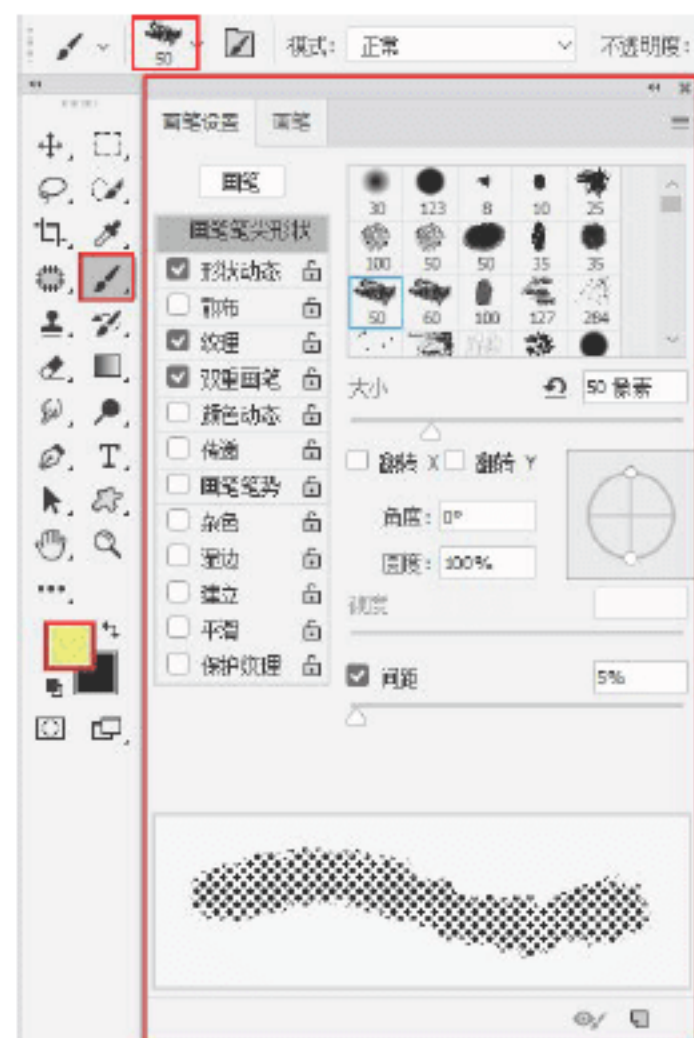 50 模式: 正常 不透明度:
画笔设置 画笔
画笔
30 123 8 10 25
画笔笔尖形状
100 50 50 35 35
形状动态
50 60 100 127 284
散布
纹理
双重画笔
大小 50 像素
颜色动态
传递
翻转 X 翻转 Y
画笔笔势
杂色
角度: 0°
湿边
圆度: 100%
建立
硬度
平滑
保护纹理
间距 5%
T